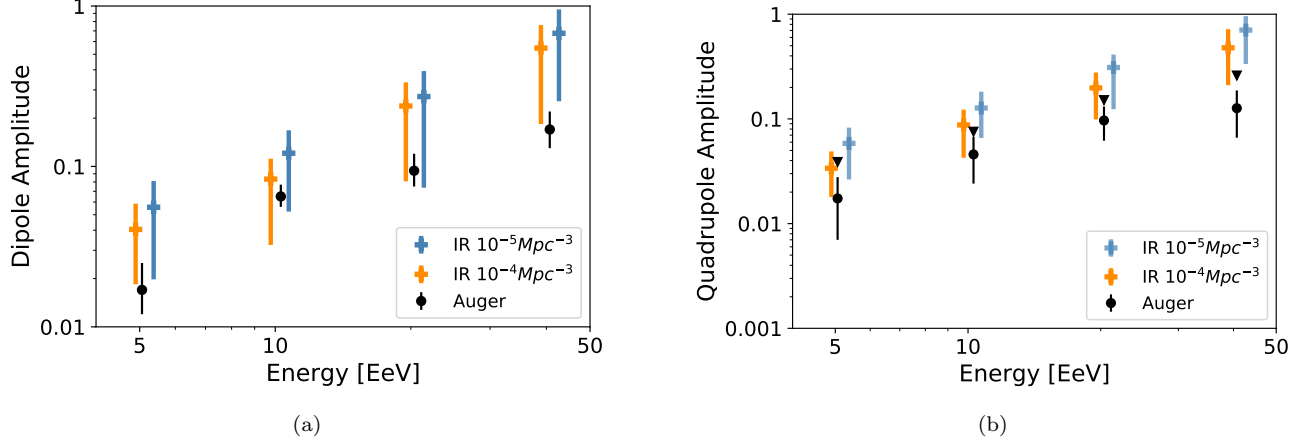 1
Dipole Amplitude
0.1
IR 10⁻⁵Mpc⁻³
IR 10⁻⁴Mpc⁻³
Auger
0.01
5 10 50
Energy [EeV]
(a)
1
Quadrupole Amplitude
0.1
0.01
IR 10⁻⁵Mpc⁻³
IR 10⁻⁴Mpc⁻³
Auger
0.001
5 10 50
Energy [EeV]
(b)